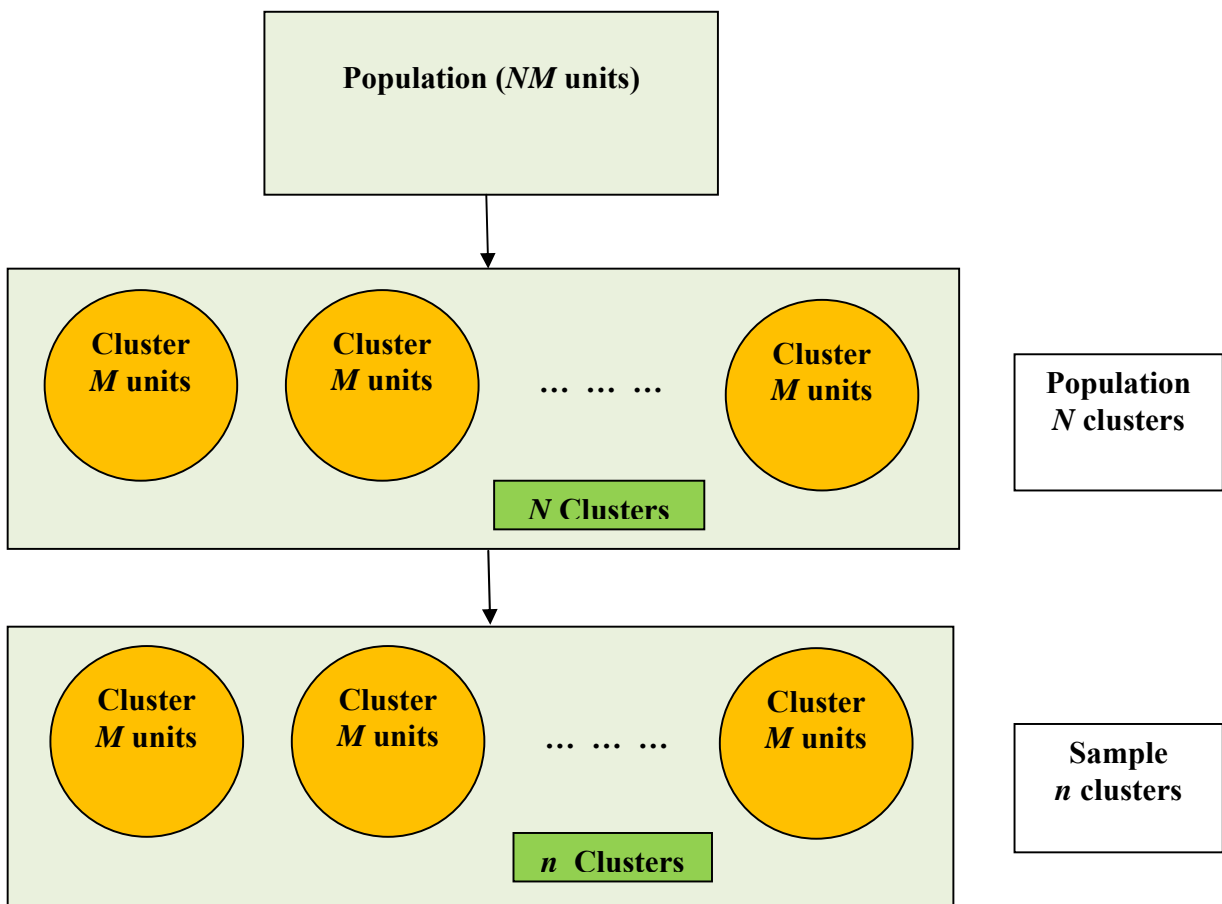 Population (NM units)
Cluster
M units
Cluster
M units
... ... ...
Cluster
M units
N Clusters
Population
N clusters
Cluster
M units
Cluster
M units
... ... ...
Cluster
M units
n Clusters
Sample
n clusters